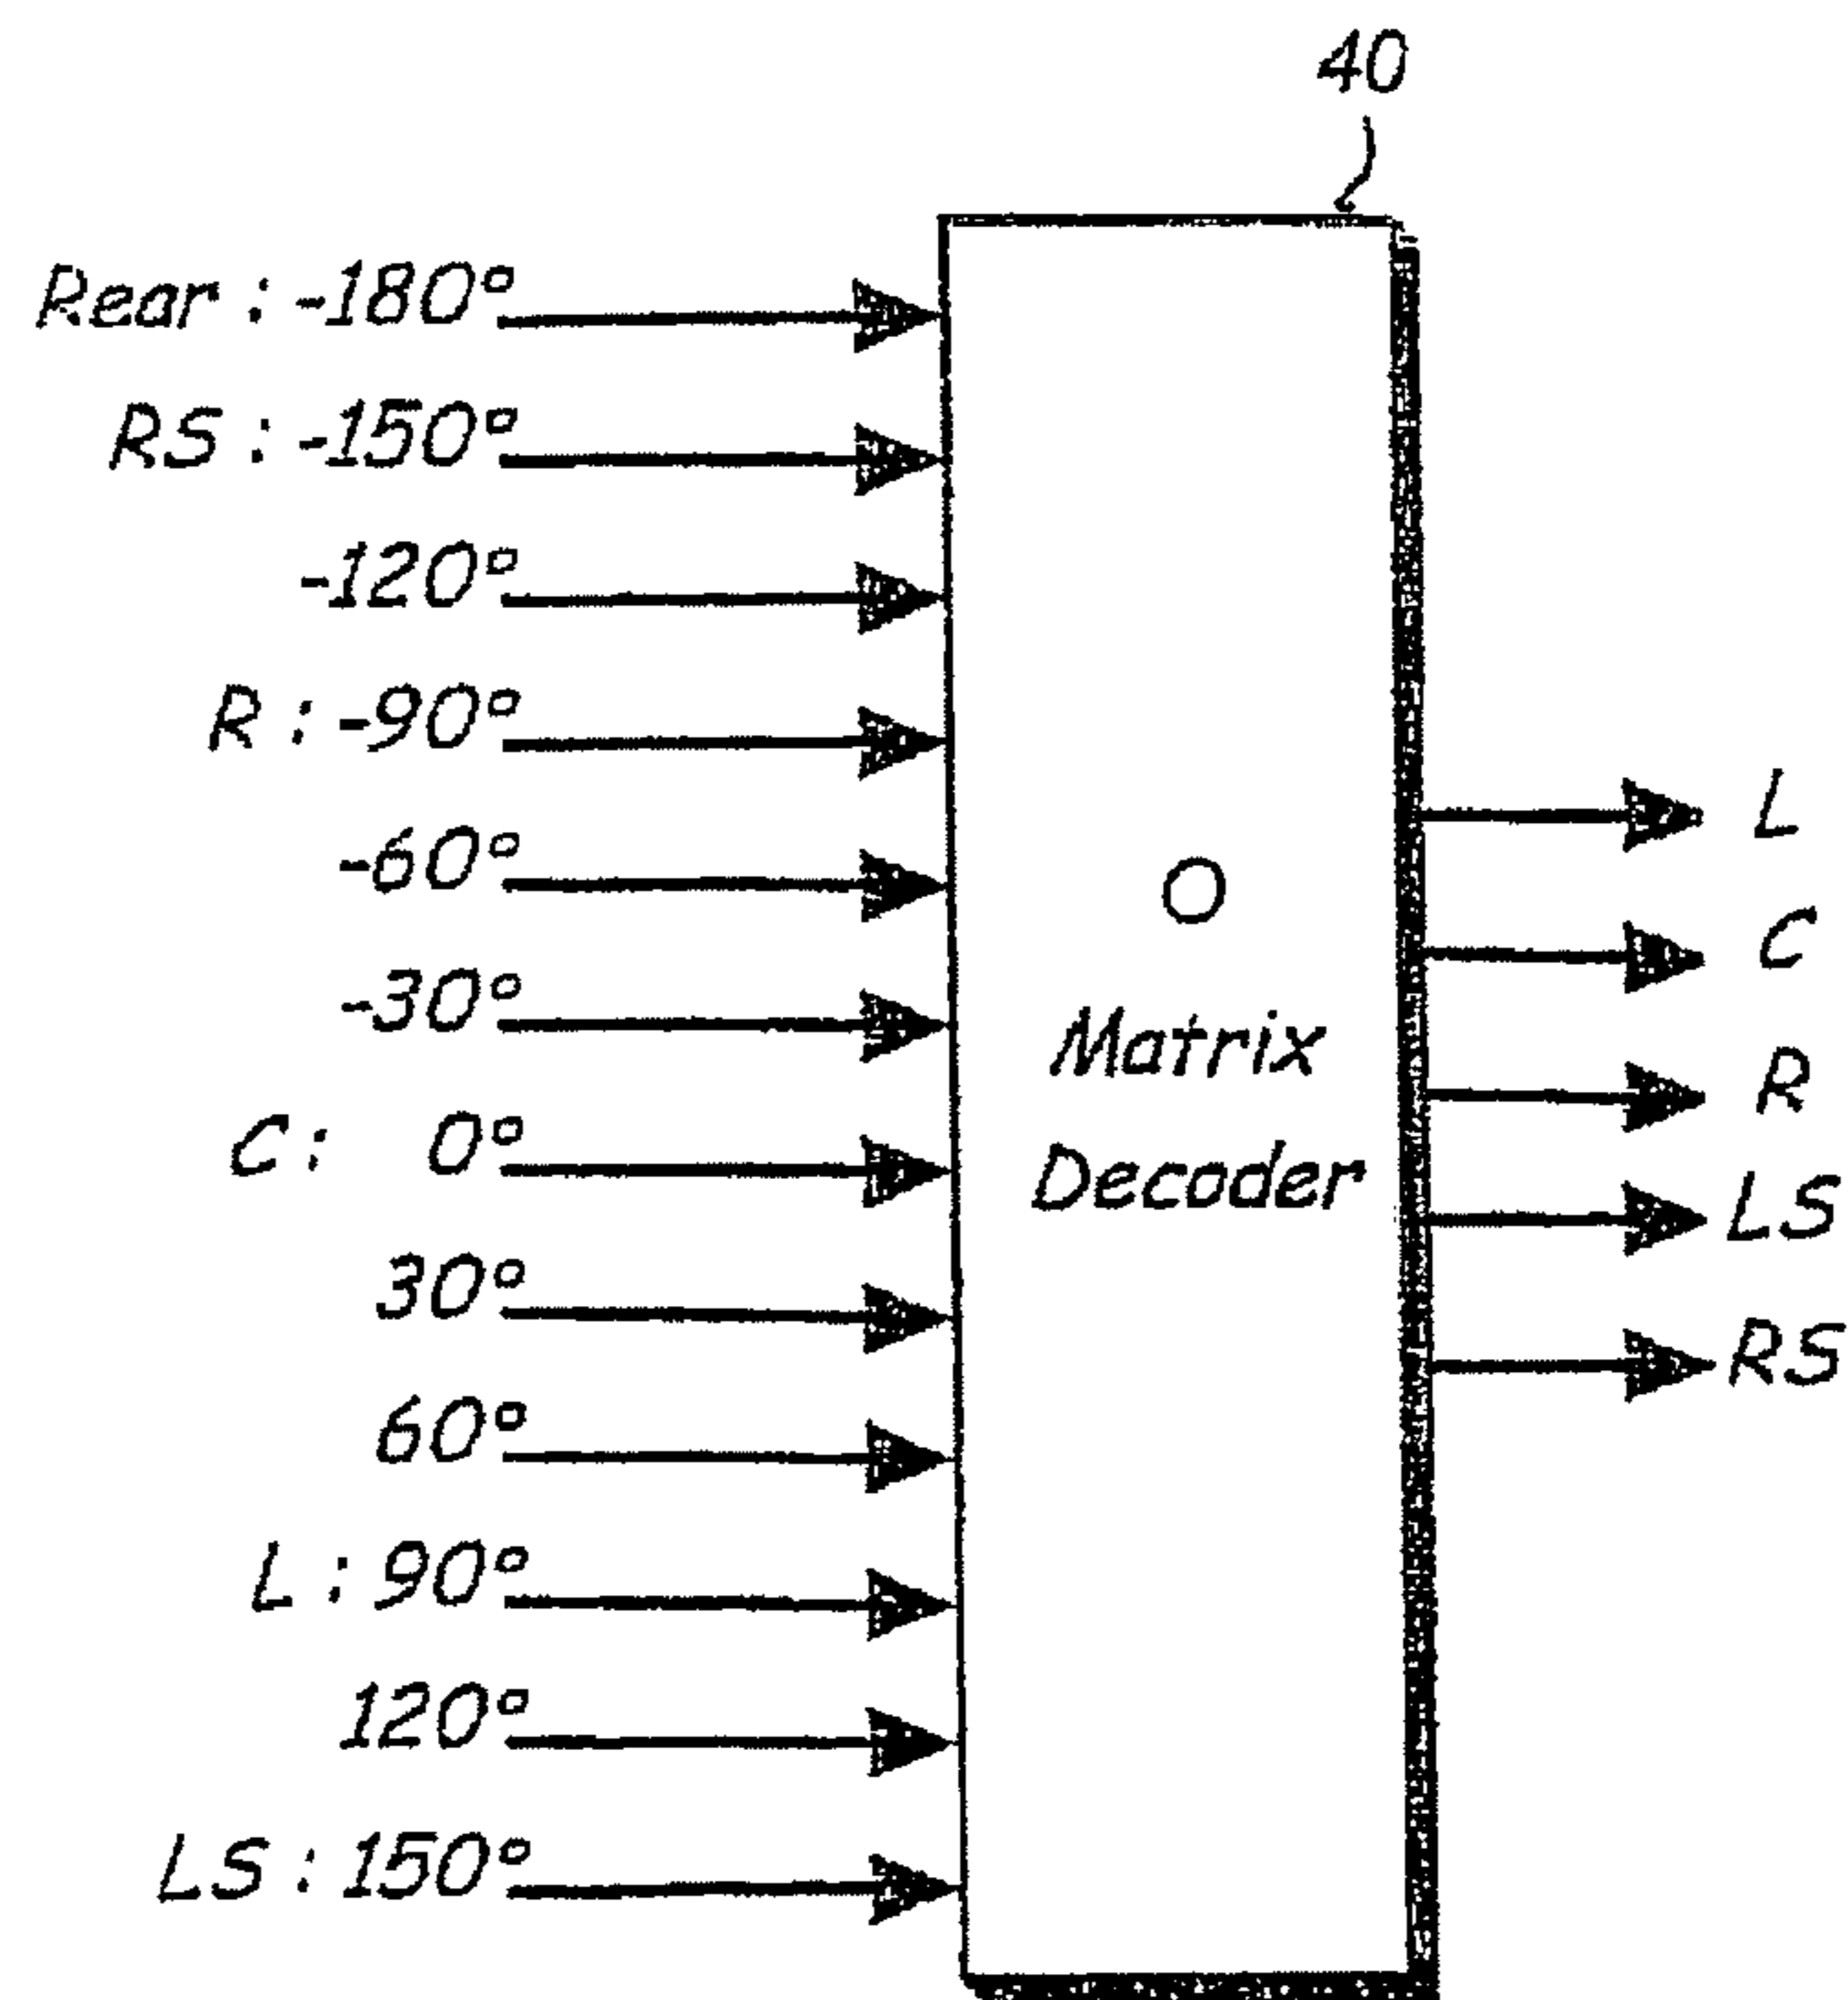 40
Rear : -180°
RS : -150°
-120°
R : -90°
-60°
-30°
C : 0°
30°
60°
L : 90°
120°
LS : 150°
O
Matrix
Decoder
L
C
R
LS
RS